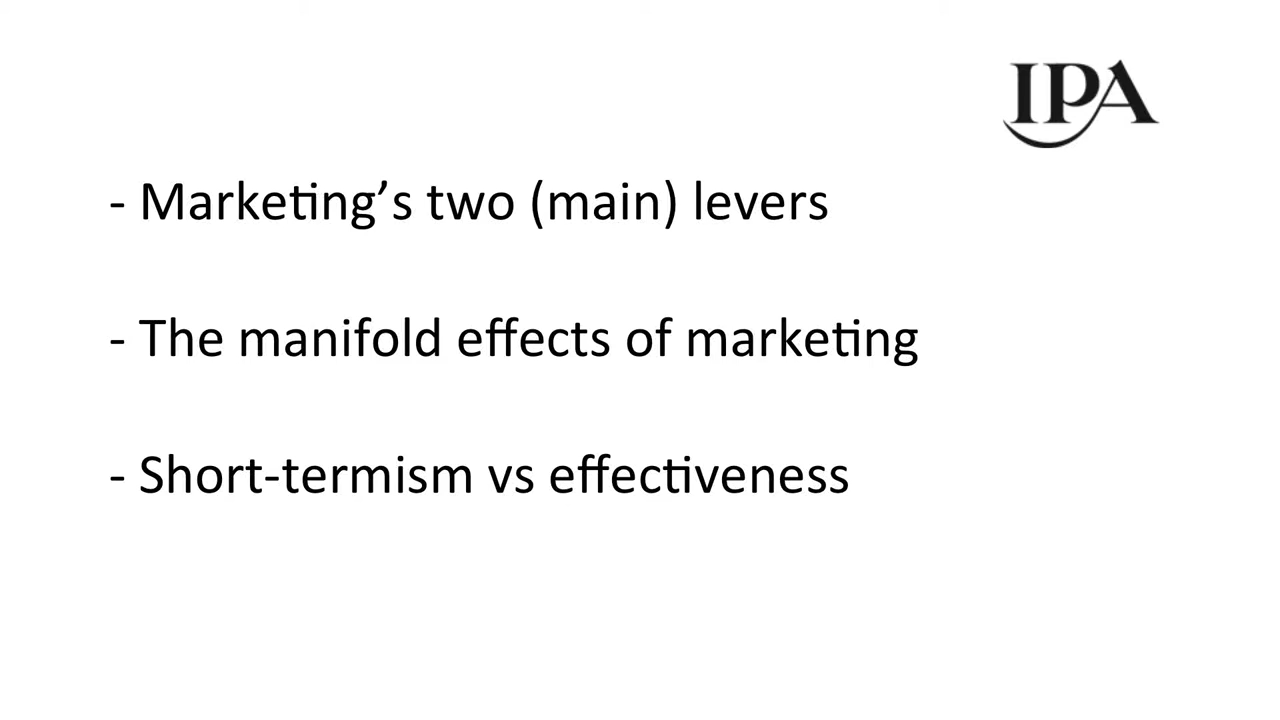 IPA
- Marketing’s two (main) levers
- The manifold effects of marketing
- Short-termism vs effectiveness